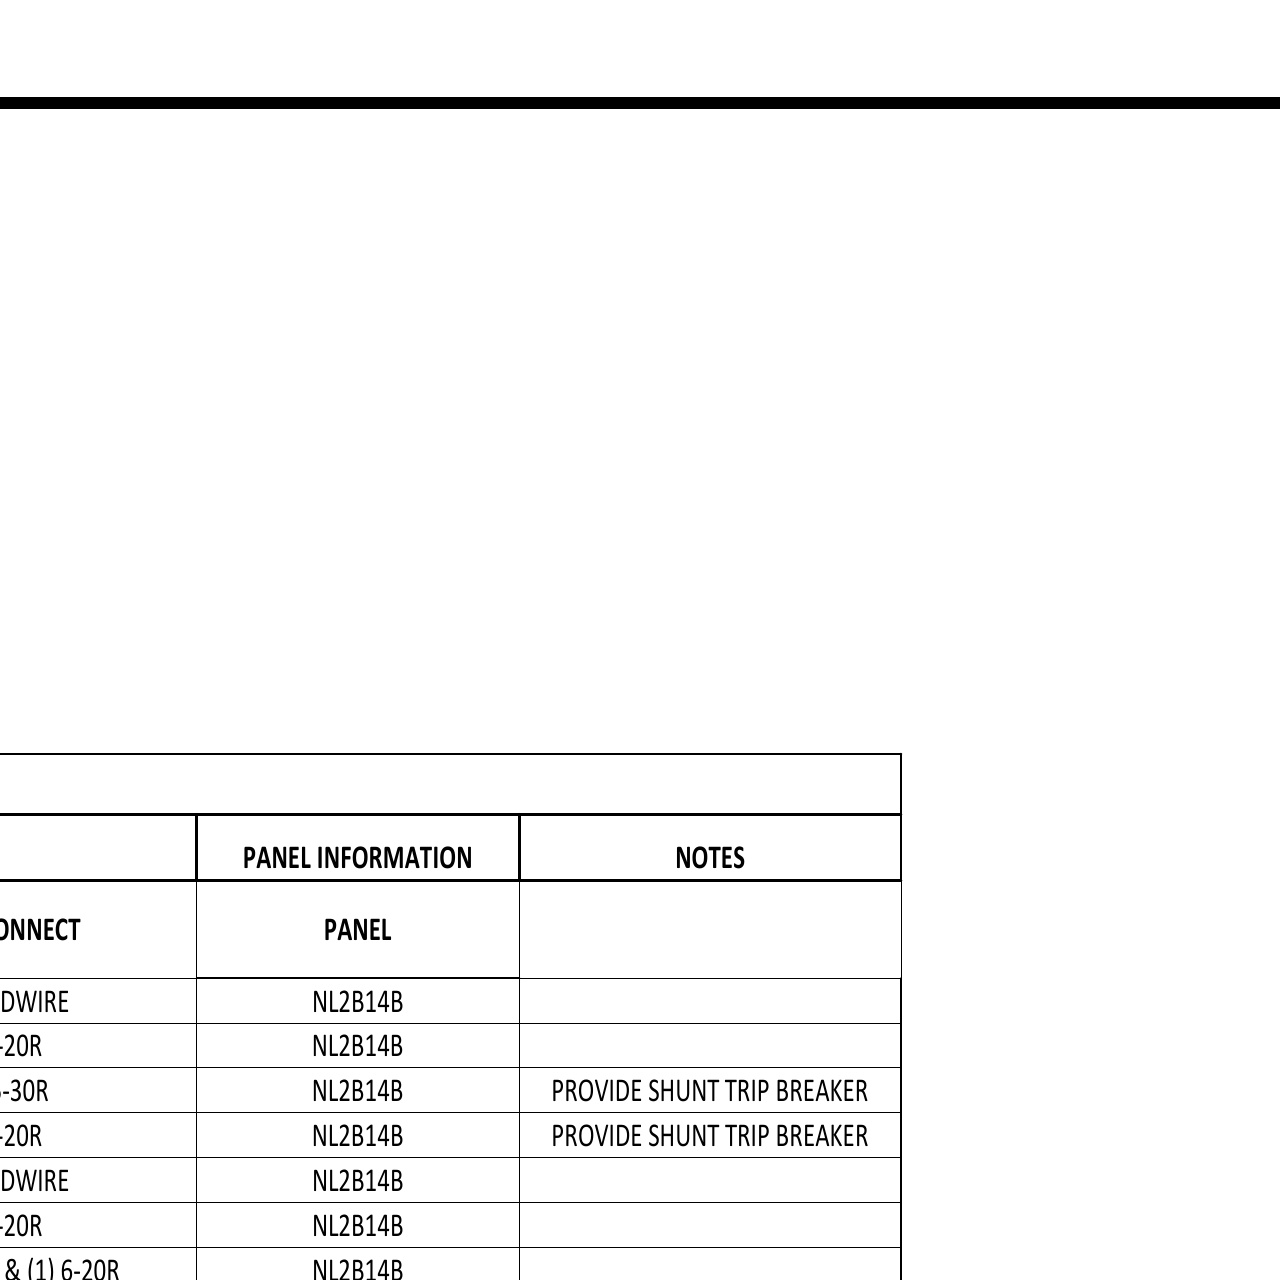 PANEL INFORMATION NOTES
ONNECT PANEL
DWIRE NL2B14B
-20R NL2B14B
-30R NL2B14B PROVIDE SHUNT TRIP BREAKER
-20R NL2B14B PROVIDE SHUNT TRIP BREAKER
DWIRE NL2B14B
-20R NL2B14B
& (1) 6-20R NL2B14B